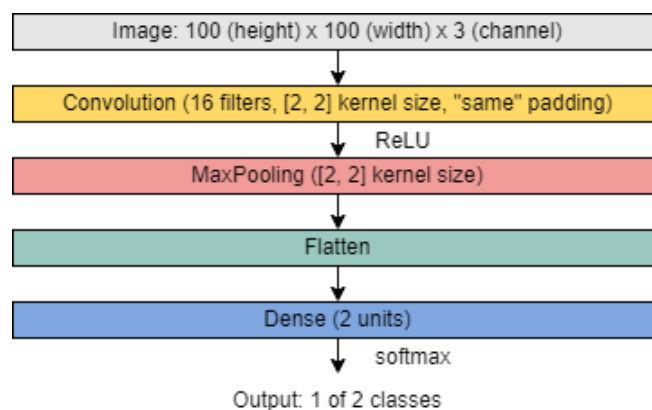 Image: 100 (height) x 100 (width) x 3 (channel)
Convolution (16 filters, [2, 2] kernel size, "same" padding)
ReLU
MaxPooling ([2, 2] kernel size)
Flatten
Dense (2 units)
softmax
Output: 1 of 2 classes